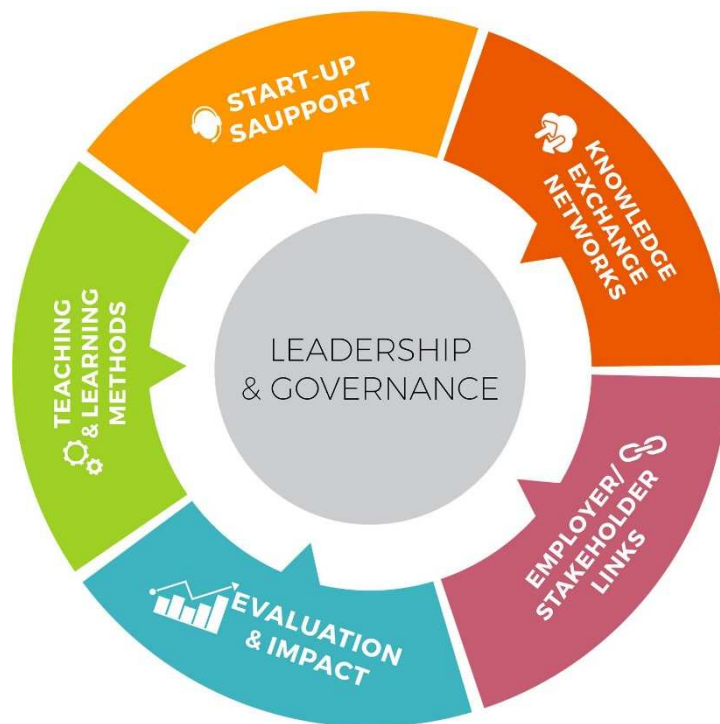 START-UP
SAUPPORT
KNOWLEDGE
EXCHANGE
NETWORKS
EMPLOYER/
STAKEHOLDER
LINKS
EVALUATION
& IMPACT
TEACHING
& LEARNING
METHODS
LEADERSHIP
& GOVERNANCE